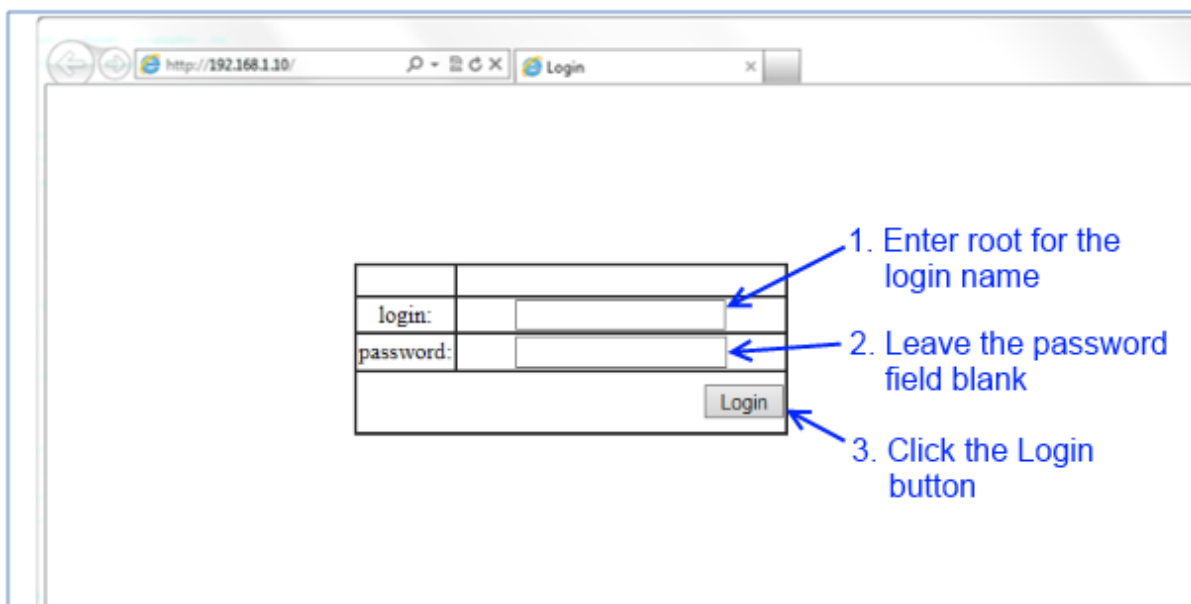 http://192.168.1.10/
Login
1. Enter root for the
login name
login:
password:
2. Leave the password
field blank
Login
3. Click the Login
button